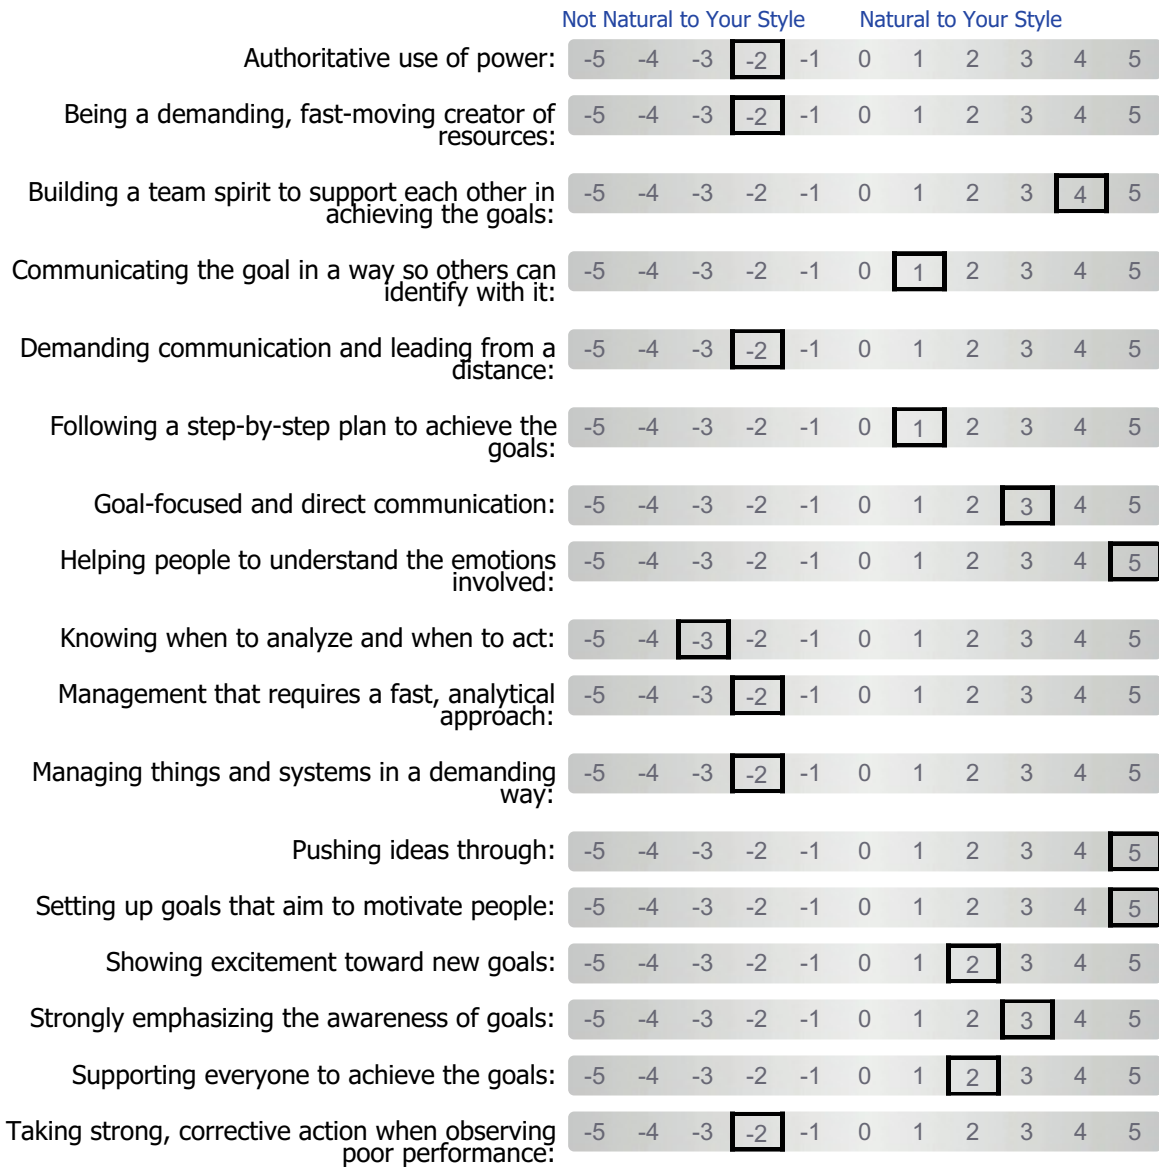 Not Natural to Your Style Natural to Your Style
Authoritative use of power: -5 -4 -3 -2 -1 0 1 2 3 4 5
Being a demanding, fast-moving creator of
resources: -5 -4 -3 -2 -1 0 1 2 3 4 5
Building a team spirit to support each other in
achieving the goals: -5 -4 -3 -2 -1 0 1 2 3 4 5
Communicating the goal in a way so others can
identify with it: -5 -4 -3 -2 -1 0 1 2 3 4 5
Demanding communication and leading from a
distance: -5 -4 -3 -2 -1 0 1 2 3 4 5
Following a step-by-step plan to achieve the
goals: -5 -4 -3 -2 -1 0 1 2 3 4 5
Goal-focused and direct communication: -5 -4 -3 -2 -1 0 1 2 3 4 5
Helping people to understand the emotions
involved: -5 -4 -3 -2 -1 0 1 2 3 4 5
Knowing when to analyze and when to act: -5 -4 -3 -2 -1 0 1 2 3 4 5
Management that requires a fast, analytical
approach: -5 -4 -3 -2 -1 0 1 2 3 4 5
Managing things and systems in a demanding
way: -5 -4 -3 -2 -1 0 1 2 3 4 5
Pushing ideas through: -5 -4 -3 -2 -1 0 1 2 3 4 5
Setting up goals that aim to motivate people: -5 -4 -3 -2 -1 0 1 2 3 4 5
Showing excitement toward new goals: -5 -4 -3 -2 -1 0 1 2 3 4 5
Strongly emphasizing the awareness of goals: -5 -4 -3 -2 -1 0 1 2 3 4 5
Supporting everyone to achieve the goals: -5 -4 -3 -2 -1 0 1 2 3 4 5
Taking strong, corrective action when observing
poor performance: -5 -4 -3 -2 -1 0 1 2 3 4 5